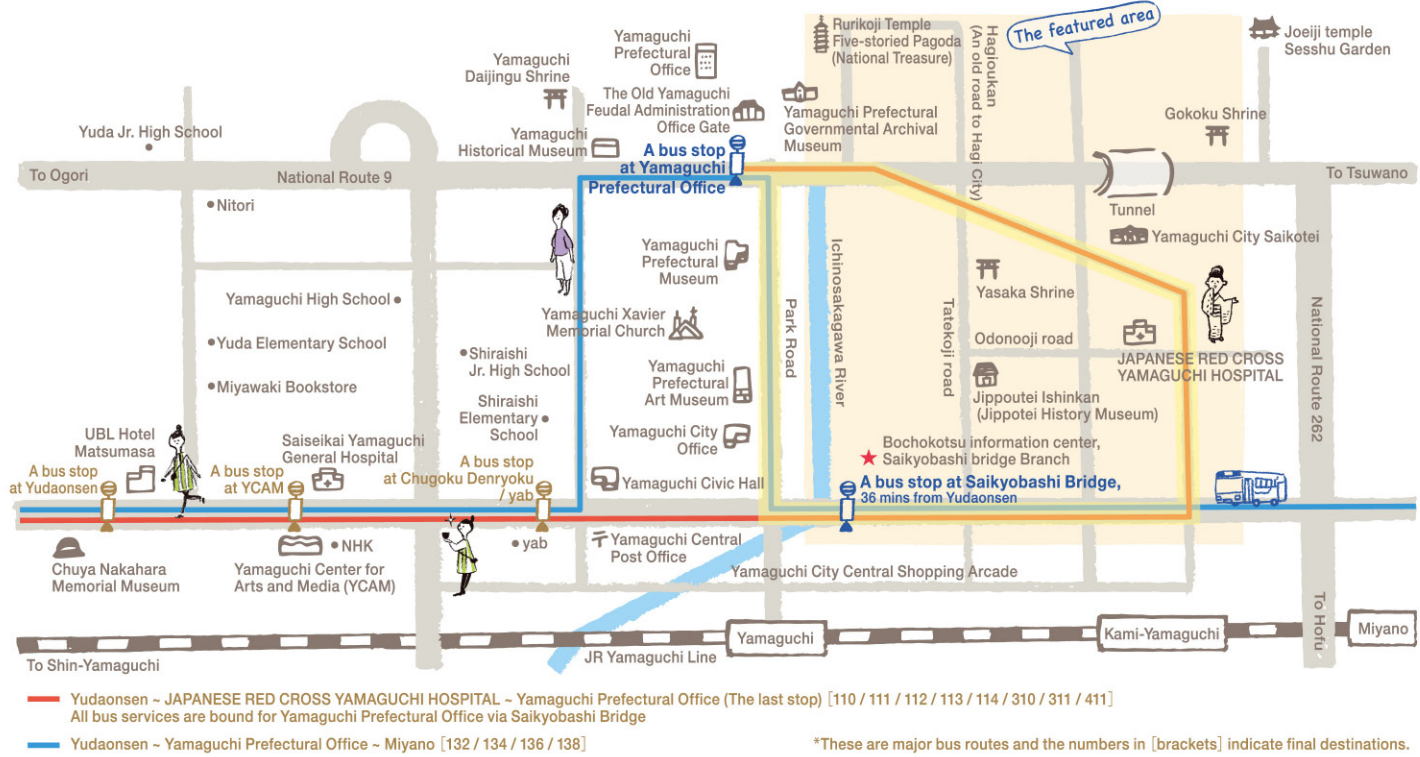 Yamaguchi
Prefectural
Office
Rurikoji Temple
Five-storied Pagoda
(National Treasure)
Hagioukan
(An old road to Hagi City)
The featured area
Joeiji temple
Sesshu Garden
Yamaguchi
Daijingu Shrine
The Old Yamaguchi
Feudal Administration
Office Gate
Yamaguchi Prefectural
Governmental Archival
Museum
Gokoku Shrine
Yuda Jr. High School
Yamaguchi
Historical Museum
A bus stop
at Yamaguchi
Prefectural Office
To Ogori
National Route 9
To Tsuwano
Tunnel
Nitori
Yamaguchi City Saikotei
Yamaguchi
Prefectural
Museum
Park Road
Ichinosakagawa River
Tatekoji road
Yasaka Shrine
National Route 262
Yamaguchi High School
Yamaguchi Xavier
Memorial Church
Odonooji road
JAPANESE RED CROSS
YAMAGUCHI HOSPITAL
Yuda Elementary School
Shiraishi
Jr. High School
Miyawaki Bookstore
Yamaguchi
Prefectural
Art Museum
Jippoutei Ishinkan
(Jippotei History Museum)
Shiraishi
Elementary
School
Yamaguchi City
Office
UBL Hotel
Matsumasa
Saiseikai Yamaguchi
General Hospital
Bochokotsu information center,
Saikyobashi bridge Branch
A bus stop
at Yudaonsen
A bus stop
at YCAM
A bus stop
at Chugoku Denryoku
/ yab
Yamaguchi Civic Hall
A bus stop at Saikyobashi Bridge,
36 mins from Yudaonsen
NHK
yab
Yamaguchi Central
Post Office
Chuya Nakahara
Memorial Museum
Yamaguchi Center for
Arts and Media (YCAM)
Yamaguchi City Central Shopping Arcade
To Hofu
Yamaguchi
Kami-Yamaguchi
Miyano
To Shin-Yamaguchi
JR Yamaguchi Line
Yudaonsen ~ JAPANESE RED CROSS YAMAGUCHI HOSPITAL ~ Yamaguchi Prefectural Office (The last stop) [110 / 111 / 112 / 113 / 114 / 310 / 311 / 411]
All bus services are bound for Yamaguchi Prefectural Office via Saikyobashi Bridge
Yudaonsen ~ Yamaguchi Prefectural Office ~ Miyano [132 / 134 / 136 / 138]
*These are major bus routes and the numbers in [brackets] indicate final destinations.